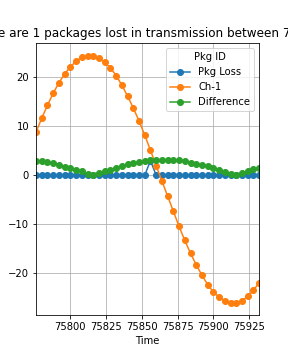 e are 1 packages lost in transmission between 7
Pkg ID
Pkg Loss
Ch-1
Difference
20
10
0
−10
−20
75800 75825 75850 75875 75900 75925
Time